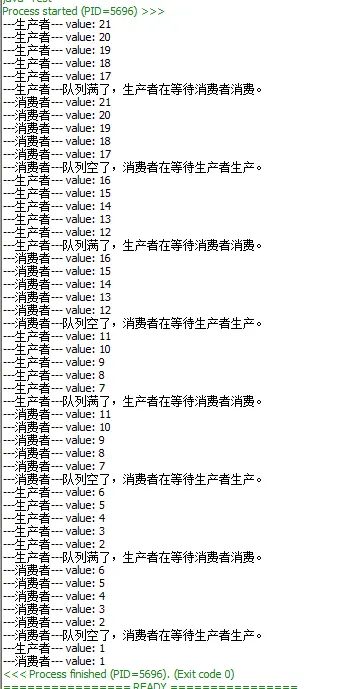 java Test
Process started (PID=5696) >>>
---生产者--- value: 21
---生产者--- value: 20
---生产者--- value: 19
---生产者--- value: 18
---生产者--- value: 17
---生产者---队列满了，生产者在等待消费者消费。
---消费者--- value: 21
---消费者--- value: 20
---消费者--- value: 19
---消费者--- value: 18
---消费者--- value: 17
---消费者---队列空了，消费者在等待生产者生产。
---生产者--- value: 16
---生产者--- value: 15
---生产者--- value: 14
---生产者--- value: 13
---生产者--- value: 12
---生产者---队列满了，生产者在等待消费者消费。
---消费者--- value: 16
---消费者--- value: 15
---消费者--- value: 14
---消费者--- value: 13
---消费者--- value: 12
---消费者---队列空了，消费者在等待生产者生产。
---生产者--- value: 11
---生产者--- value: 10
---生产者--- value: 9
---生产者--- value: 8
---生产者--- value: 7
---生产者---队列满了，生产者在等待消费者消费。
---消费者--- value: 11
---消费者--- value: 10
---消费者--- value: 9
---消费者--- value: 8
---消费者--- value: 7
---消费者---队列空了，消费者在等待生产者生产。
---生产者--- value: 6
---生产者--- value: 5
---生产者--- value: 4
---生产者--- value: 3
---生产者--- value: 2
---生产者---队列满了，生产者在等待消费者消费。
---消费者--- value: 6
---消费者--- value: 5
---消费者--- value: 4
---消费者--- value: 3
---消费者--- value: 2
---消费者---队列空了，消费者在等待生产者生产。
---生产者--- value: 1
---消费者--- value: 1
<<< Process finished (PID=5696). (Exit code 0)
================ READY ================